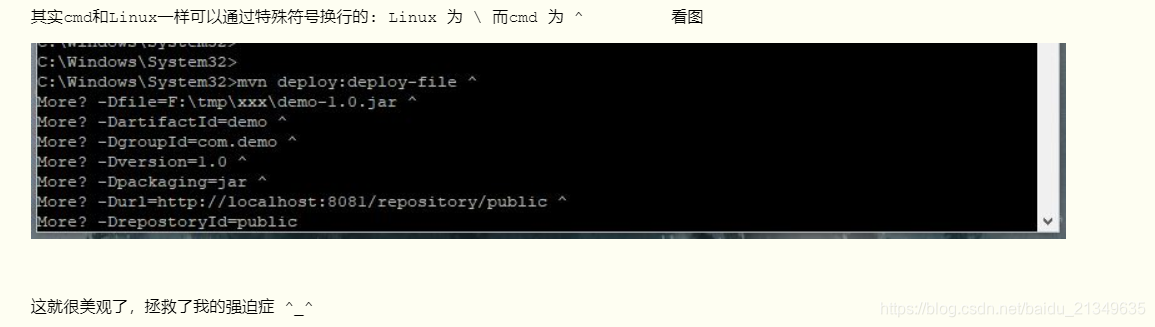 其实cmd和Linux一样可以通过特殊符号换行的: Linux 为 \ 而cmd 为 ^ 看图
C:\Windows\System32>
C:\Windows\System32>
C:\Windows\System32>mvn deploy:deploy-file ^
More? -Dfile=F:\tmp\xxx\demo-1.0.jar ^
More? -DartifactId=demo ^
More? -DgroupId=com.demo ^
More? -Dversion=1.0 ^
More? -Dpackaging=jar ^
More? -Durl=http://localhost:8081/repository/public ^
More? -DrepostoryId=public
这就很美观了，拯救了我的强迫症 ^_^
https://blog.csdn.net/baidu_21349635